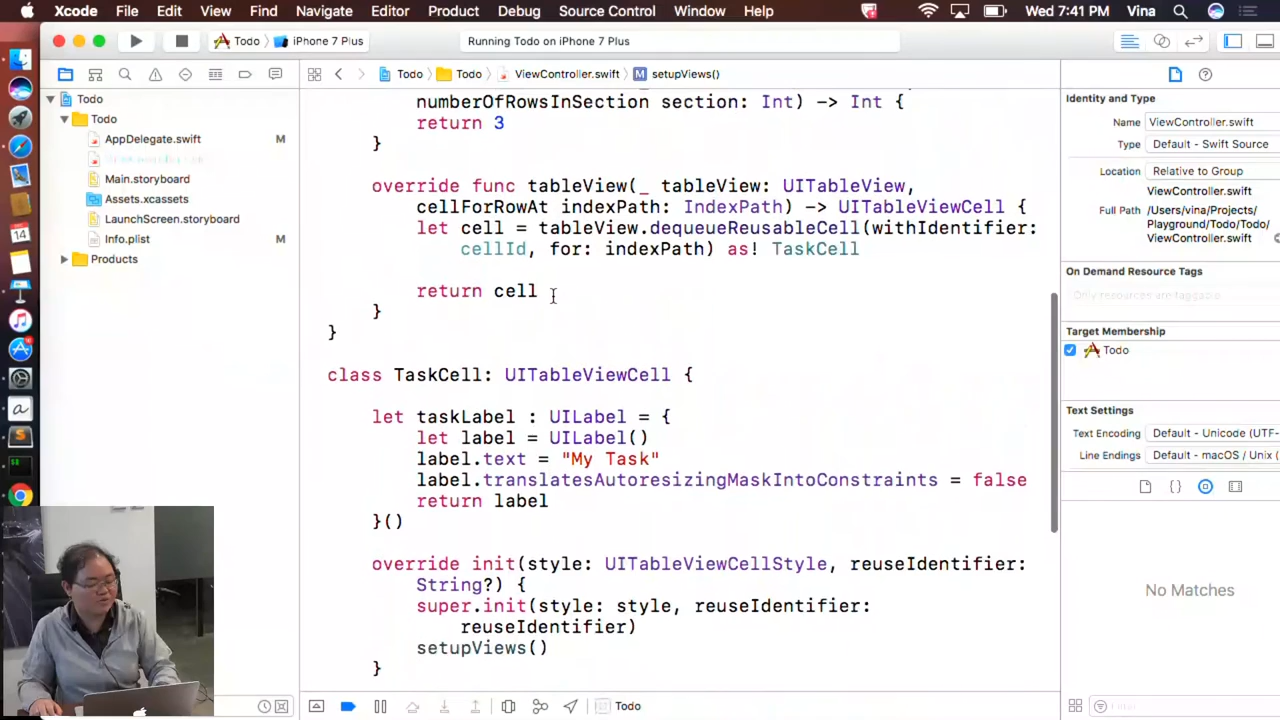 Xcode File Edit View Find Navigate Editor Product Debug Source Control Window Help Wed 7:41 PM Vina
Todo iPhone 7 Plus Running Todo on iPhone 7 Plus
Todo Todo ViewController.swift M setupViews()
Todo
Todo
AppDelegate.swift M
Main.storyboard
Assets.xcassets
LaunchScreen.storyboard
Info.plist M
Products
numberOfRowsInSection section: Int) -> Int {
return 3
}
override func tableView(_ tableView: UITableView,
cellForRowAt indexPath: IndexPath) -> UITableViewCell {
let cell = tableView.dequeueReusableCell(withIdentifier:
cellId, for: indexPath) as! TaskCell
return cell
}
}
class TaskCell: UITableViewCell {
let taskLabel : UILabel = {
let label = UILabel()
label.text = "My Task"
label.translatesAutoresizingMaskIntoConstraints = false
return label
}()
override init(style: UITableViewCellStyle, reuseIdentifier:
String?) {
super.init(style: style, reuseIdentifier:
reuseIdentifier)
setupViews()
}
Todo
Identity and Type
Name ViewController.swift
Type Default - Swift Source
Location Relative to Group
ViewController.swift
Full Path /Users/vina/Projects/
Playground/Todo/Todo/
ViewController.swift
On Demand Resource Tags
Only resources are taggable
Target Membership
Todo
Text Settings
Text Encoding Default - Unicode (UTF-
Line Endings Default - macOS / Unix (
No Matches